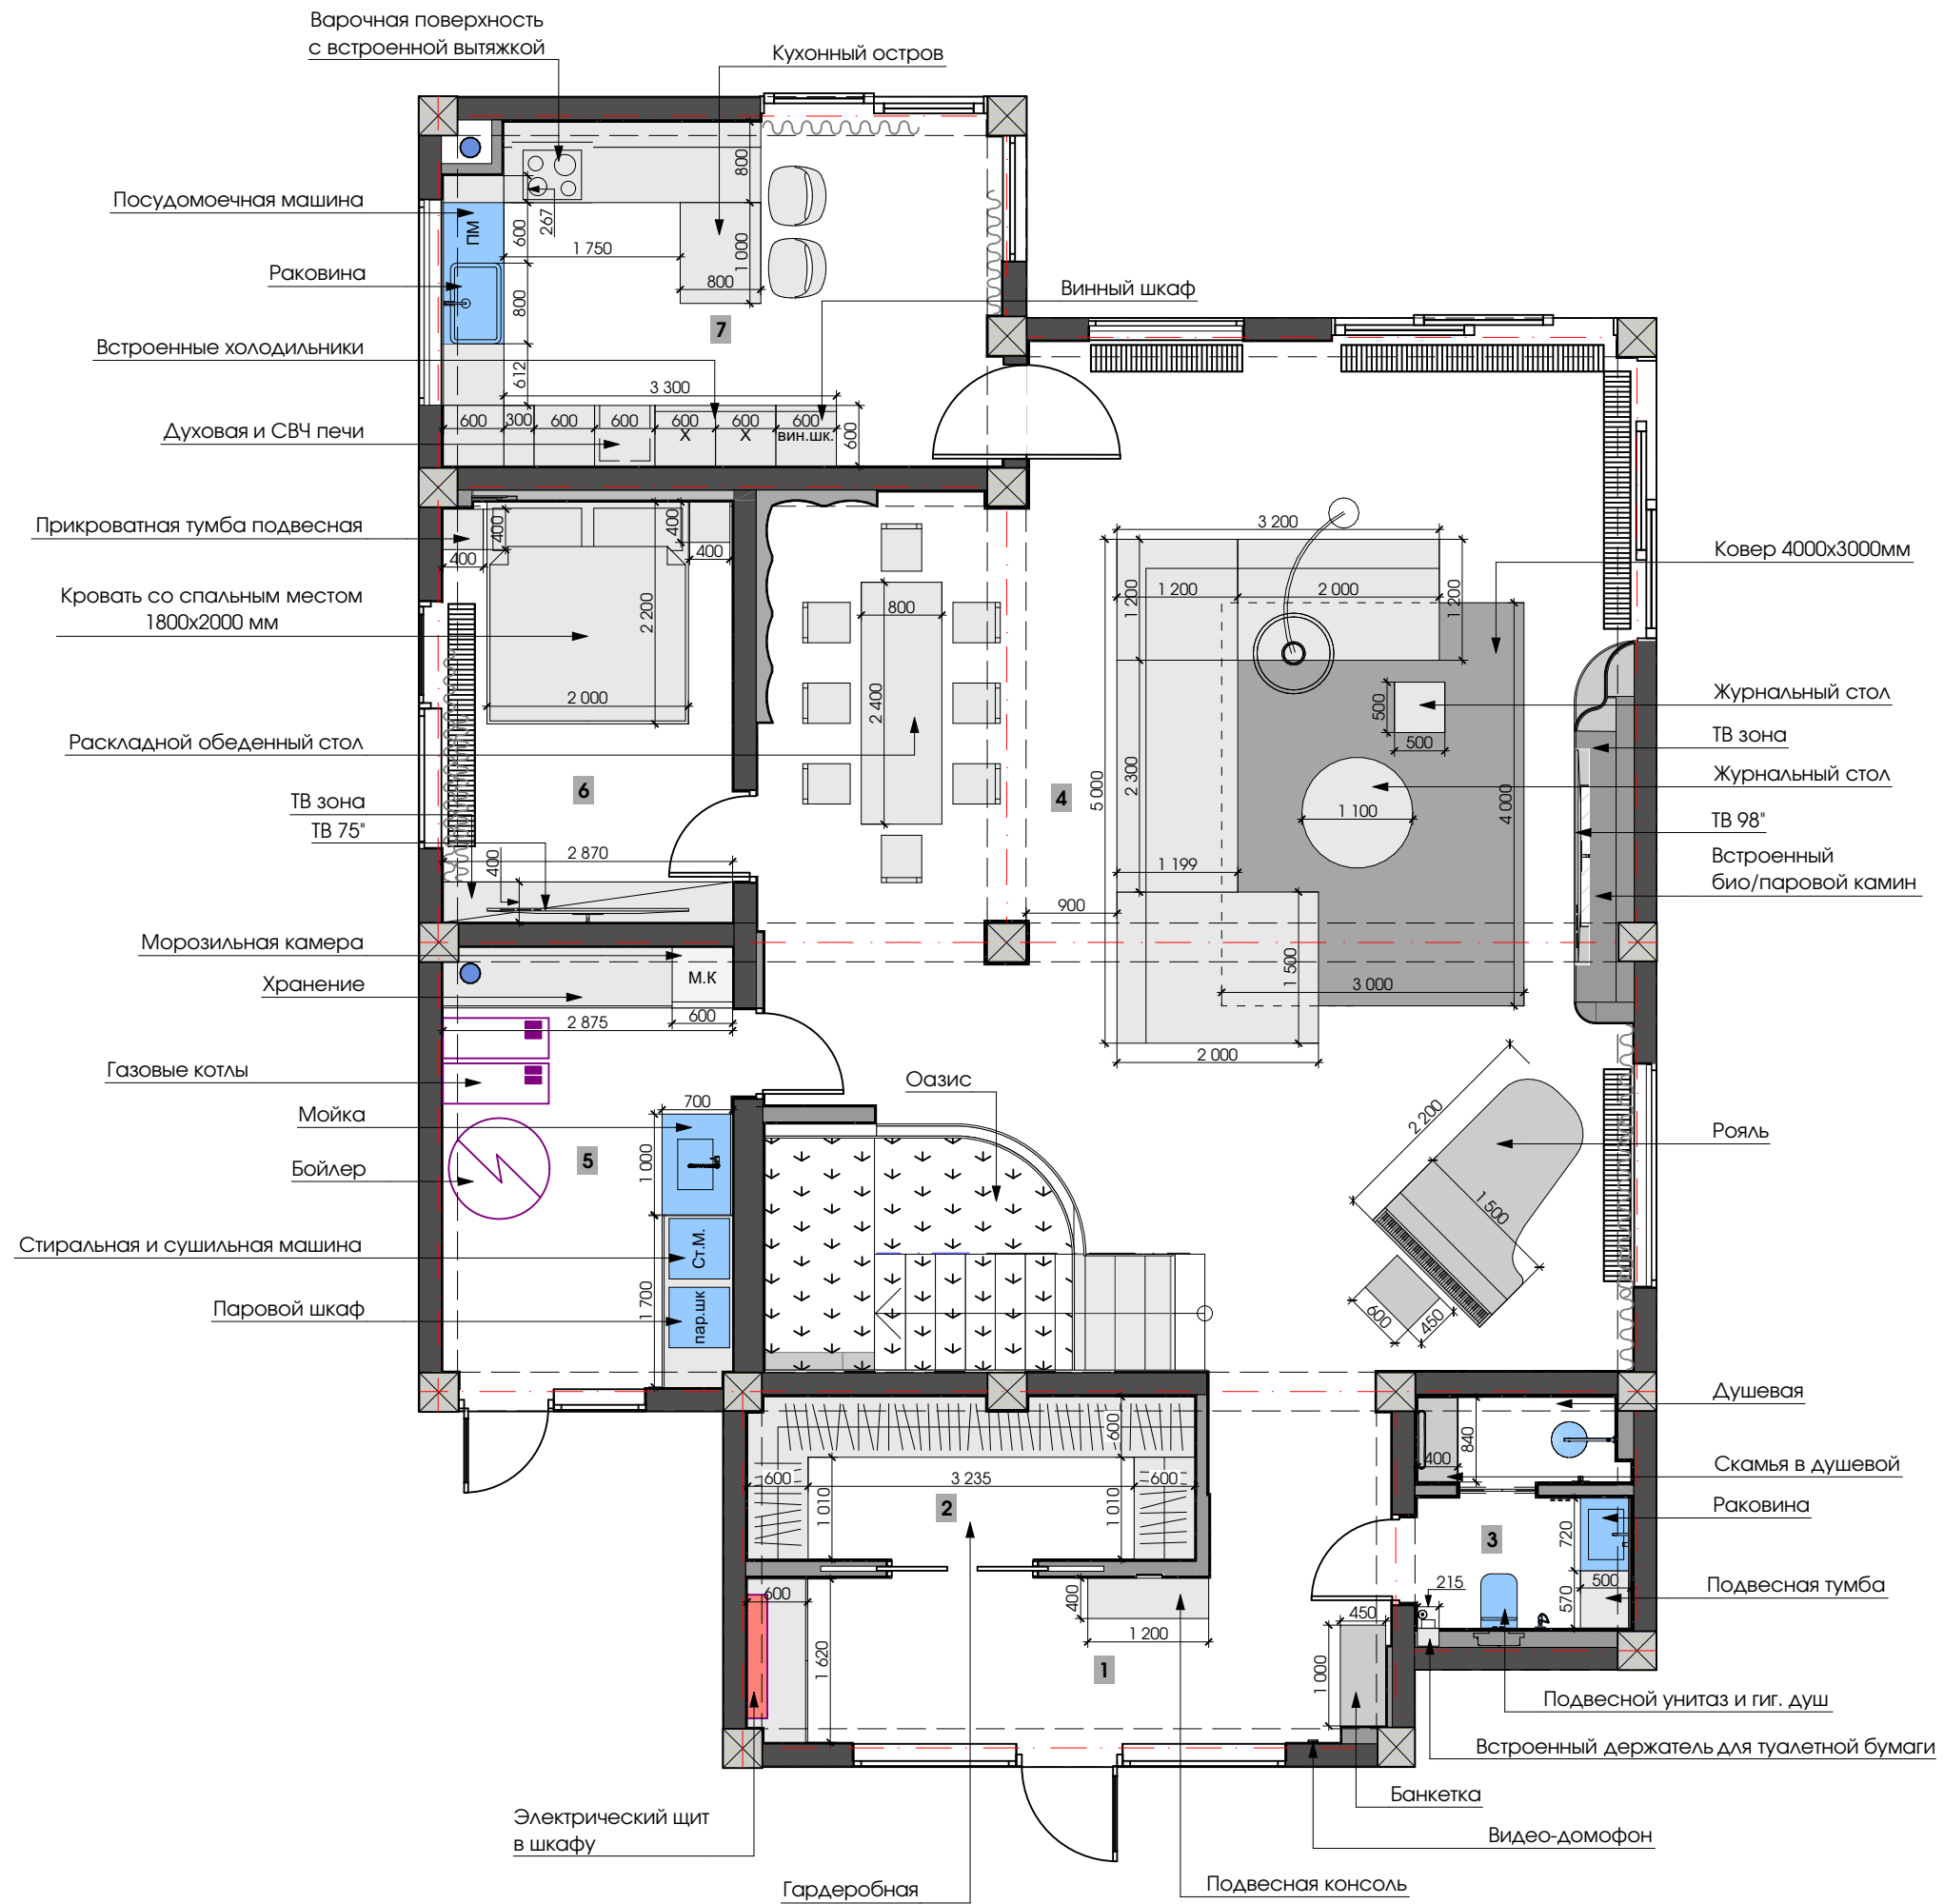 Варочная поверхность
с встроенной вытяжкой
Кухонный остров
Посудомоечная машина
Раковина
Встроенные холодильники
Духовая и СВЧ печи
Винный шкаф
ПМ
267
600
800
612
1 750
800
1 000
800
7
3 300
600
300
600
600
600
600
600
600
X
X
вин.шк.
Прикроватная тумба подвесная
Кровать со спальным местом
1800х2000 мм
Раскладной обеденный стол
ТВ зона
ТВ 75"
400
400
400
400
2 200
2 000
6
2 870
400
800
2 400
4
900
3 200
1 200
1 200
2 000
1 200
5 000
2 300
1 199
500
500
1 100
4 000
1 500
3 000
2 000
Ковер 4000х3000мм
Журнальный стол
ТВ зона
Журнальный стол
ТВ 98"
Встроенный
био/паровой камин
Морозильная камера
Хранение
Газовые котлы
Мойка
Бойлер
Стиральная и сушильная машина
Паровой шкаф
М.К
2 875
600
700
1 000
5
1 700
Ст.М.
пар.шк
Оазис
Рояль
2 200
1 500
600
450
Душевая
Скамья в душевой
Раковина
Подвесная тумба
Подвесной унитаз и гиг. душ
Встроенный держатель для туалетной бумаги
Банкетка
Видео-домофон
Подвесная консоль
Гардеробная
Электрический щит
в шкафу
600
600
3 235
600
1 010
1 010
2
400
840
3
720
215
500
570
600
1 620
400
1 200
1
450
1 000